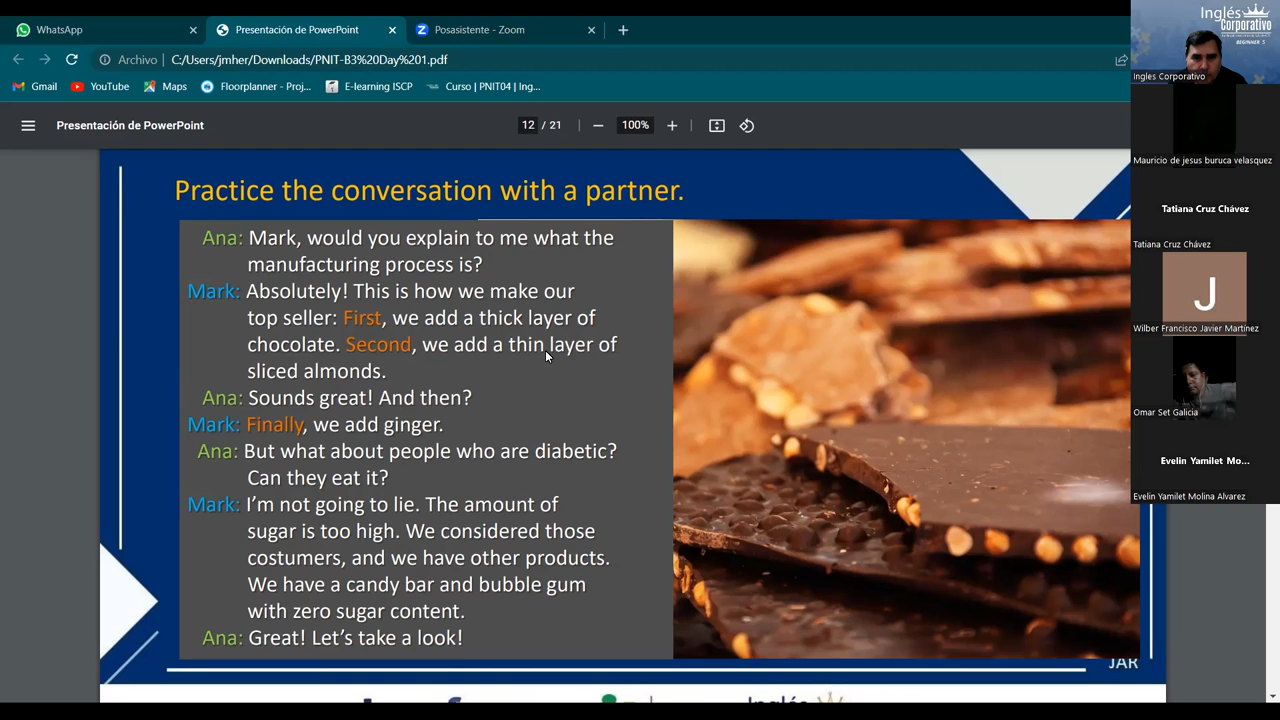 WhatsApp
Presentación de PowerPoint
Posasistente - Zoom
Archivo
C:/Users/jmher/Downloads/PNIT-B3%20Day%201.pdf
Gmail
YouTube
Maps
Floorplanner - Proj...
E-learning ISCP
Curso | PNIT04 | Ing...
Presentación de PowerPoint
12 / 21
100%
Practice the conversation with a partner.
Ana: Mark, would you explain to me what the
manufacturing process is?
Mark: Absolutely! This is how we make our
top seller: First, we add a thick layer of
chocolate. Second, we add a thin layer of
sliced almonds.
Ana: Sounds great! And then?
Mark: Finally, we add ginger.
Ana: But what about people who are diabetic?
Can they eat it?
Mark: I'm not going to lie. The amount of
sugar is too high. We considered those
costumers, and we have other products.
We have a candy bar and bubble gum
with zero sugar content.
Ana: Great! Let's take a look!
JAR
Inglés
Corporativo
BEGINNER 5
Ingles Corporativo
Mauricio de jesus buruca velasquez
Tatiana Cruz Chávez
Tatiana Cruz Chávez
J
Wilber Francisco Javier Martínez
Omar Set Galicia
Evelin Yamilet Mo...
Evelin Yamilet Molina Alvarez